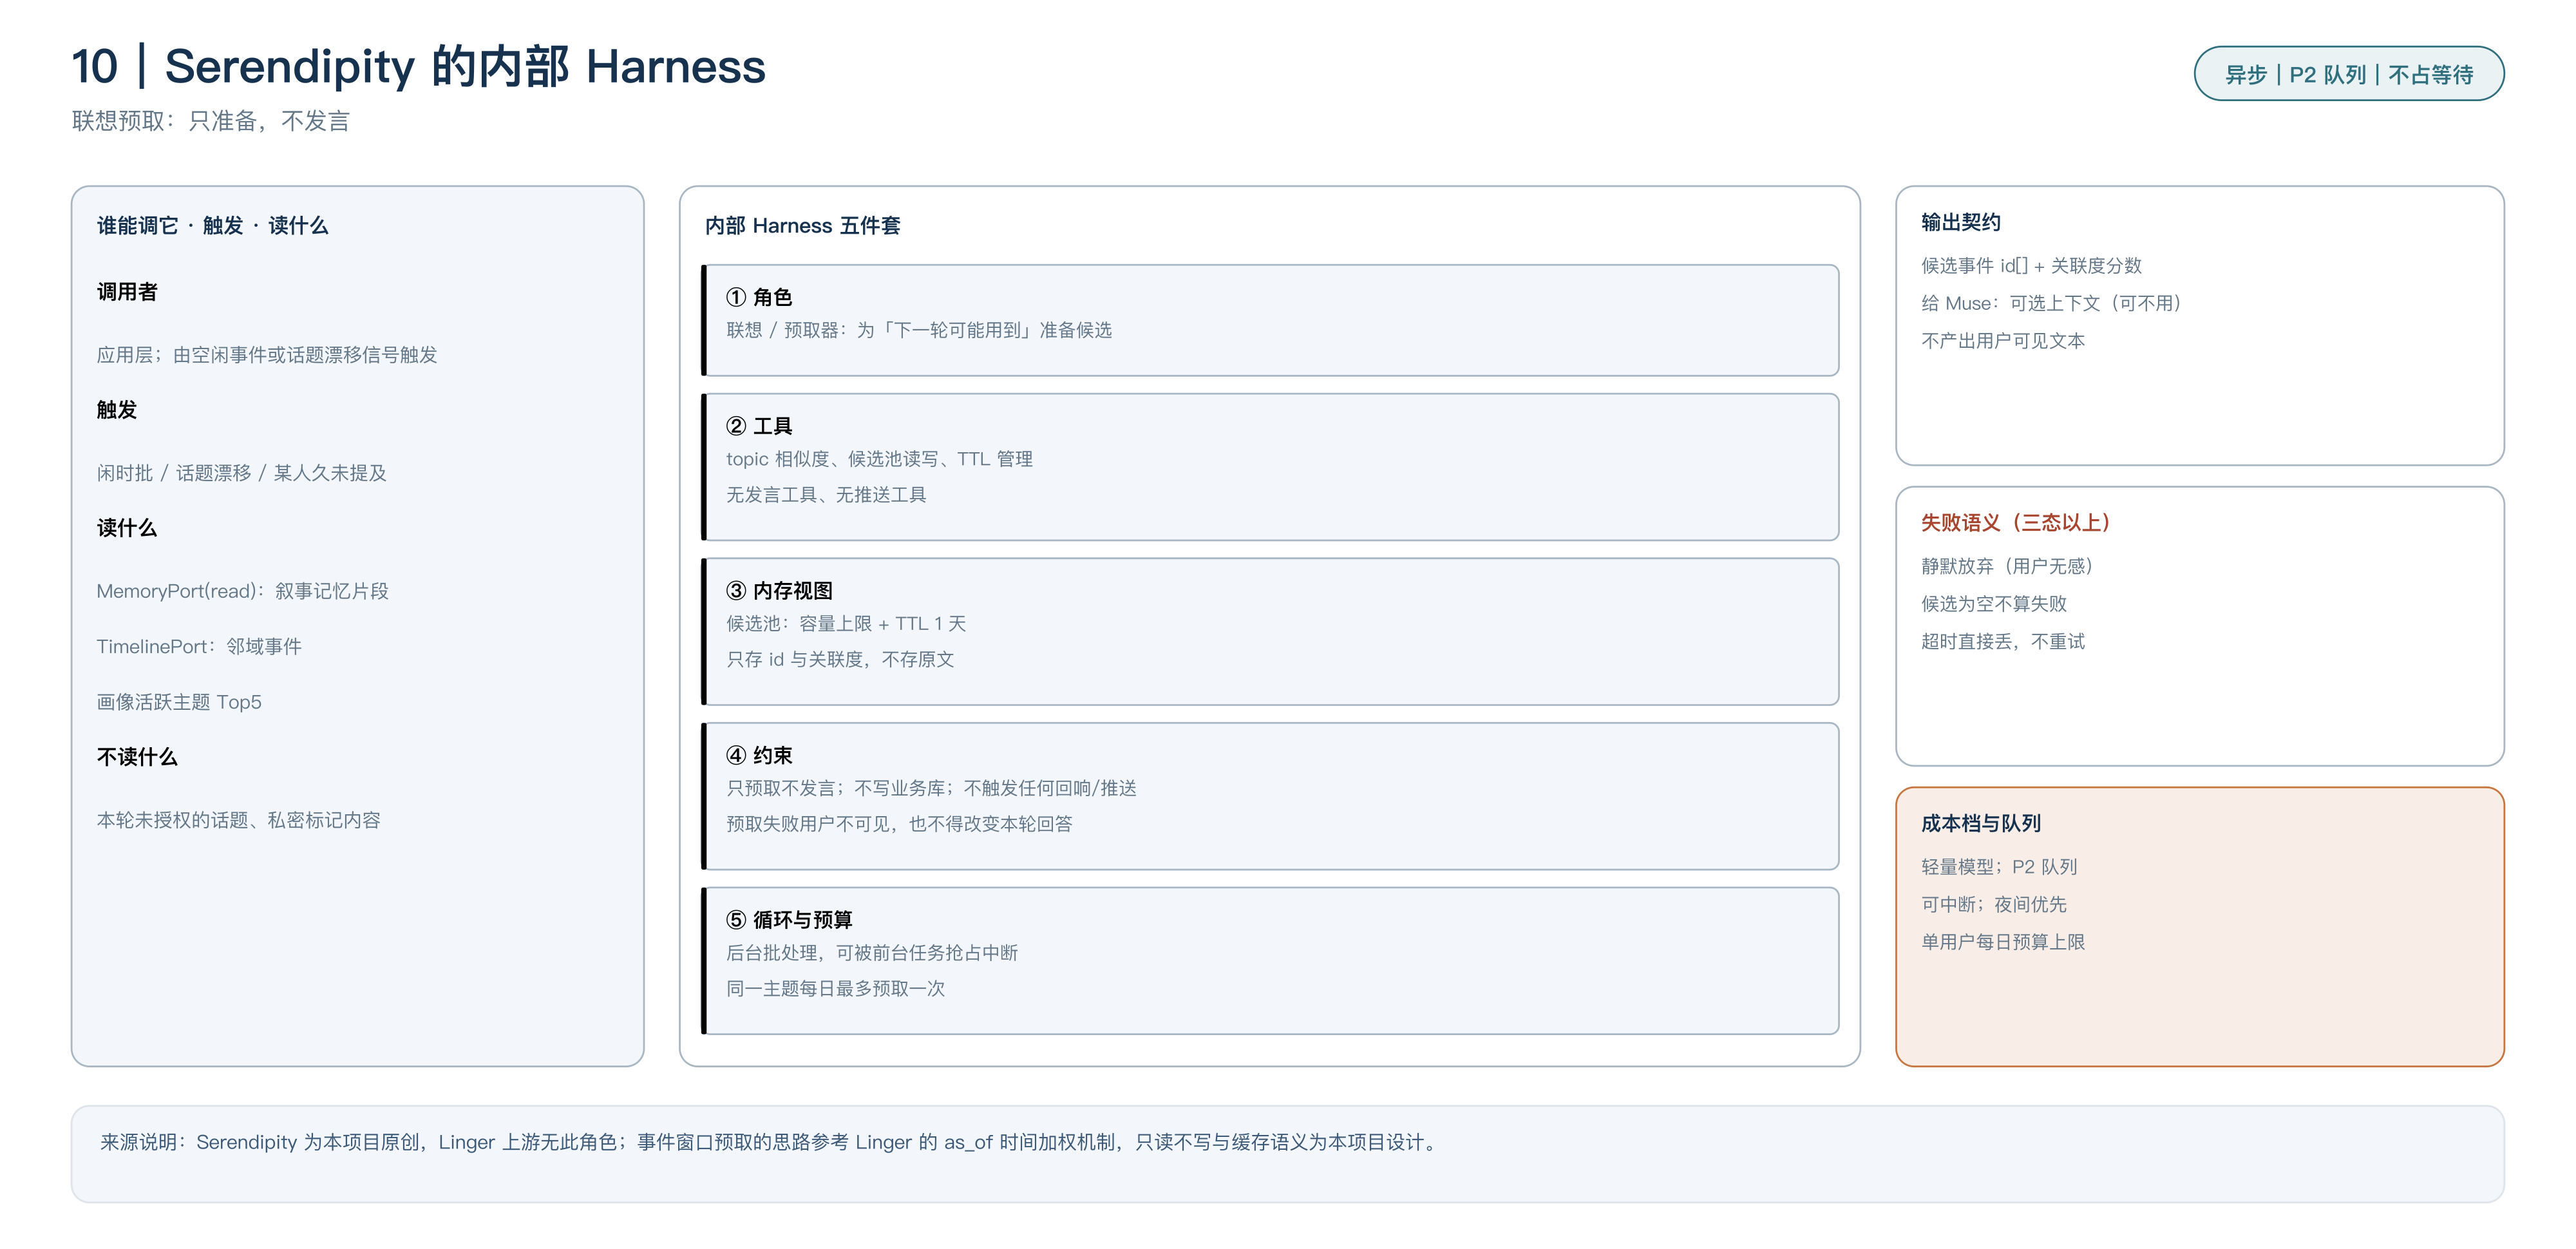 10｜Serendipity 的内部 Harness
异步｜P2 队列｜不占等待
联想预取：只准备，不发言
谁能调它 · 触发 · 读什么
调用者
应用层；由空闲事件或话题漂移信号触发
触发
闲时批 / 话题漂移 / 某人久未提及
读什么
MemoryPort(read)：叙事记忆片段
TimelinePort：邻域事件
画像活跃主题 Top5
不读什么
本轮未授权的话题、私密标记内容
内部 Harness 五件套
① 角色
联想 / 预取器：为「下一轮可能用到」准备候选
② 工具
topic 相似度、候选池读写、TTL 管理
无发言工具、无推送工具
③ 内存视图
候选池：容量上限 + TTL 1 天
只存 id 与关联度，不存原文
④ 约束
只预取不发言；不写业务库；不触发任何回响/推送
预取失败用户不可见，也不得改变本轮回答
⑤ 循环与预算
后台批处理，可被前台任务抢占中断
同一主题每日最多预取一次
输出契约
候选事件 id[] + 关联度分数
给 Muse：可选上下文（可不用）
不产出用户可见文本
失败语义（三态以上）
静默放弃（用户无感）
候选为空不算失败
超时直接丢，不重试
成本档与队列
轻量模型；P2 队列
可中断；夜间优先
单用户每日预算上限
来源说明：Serendipity 为本项目原创，Linger 上游无此角色；事件窗口预取的思路参考 Linger 的 as_of 时间加权机制，只读不写与缓存语义为本项目设计。